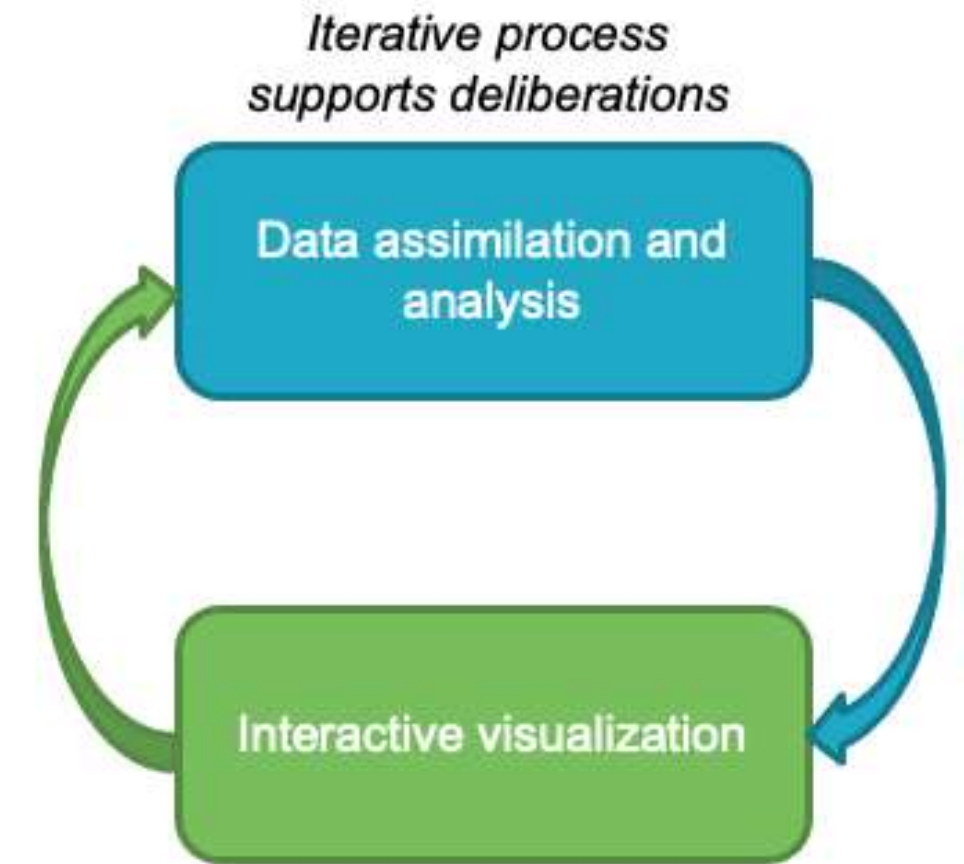 Iterative process
supports deliberations
Data assimilation and
analysis
Interactive visualization